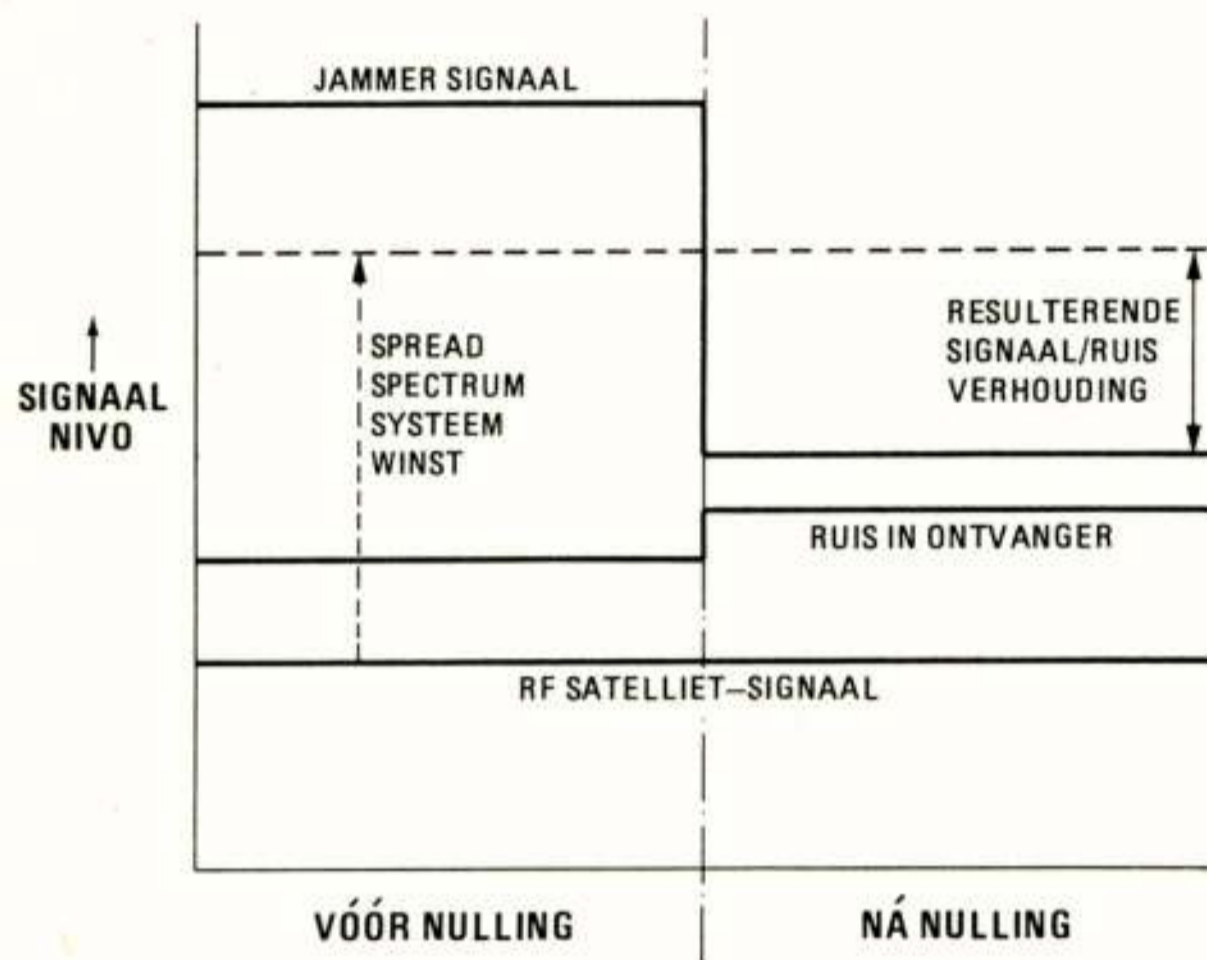 JAMMER SIGNAAL
SPREAD
SPECTRUM
SYSTEEM
WINST
RESULTERENDE
SIGNAAL/RUIS
VERHOUDING
SIGNAAL
NIVO
RUIS IN ONTVANGER
RF SATELLIET–SIGNAAL
VÓÓR NULLING
NÁ NULLING